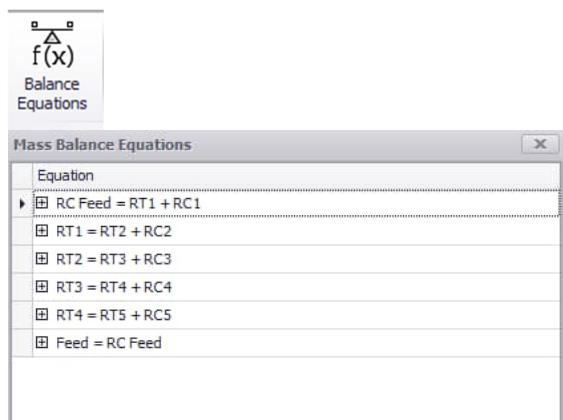 f(x)
Balance
Equations
Mass Balance Equations
Equation
RC Feed = RT1 + RC1
RT1 = RT2 + RC2
RT2 = RT3 + RC3
RT3 = RT4 + RC4
RT4 = RT5 + RC5
Feed = RC Feed